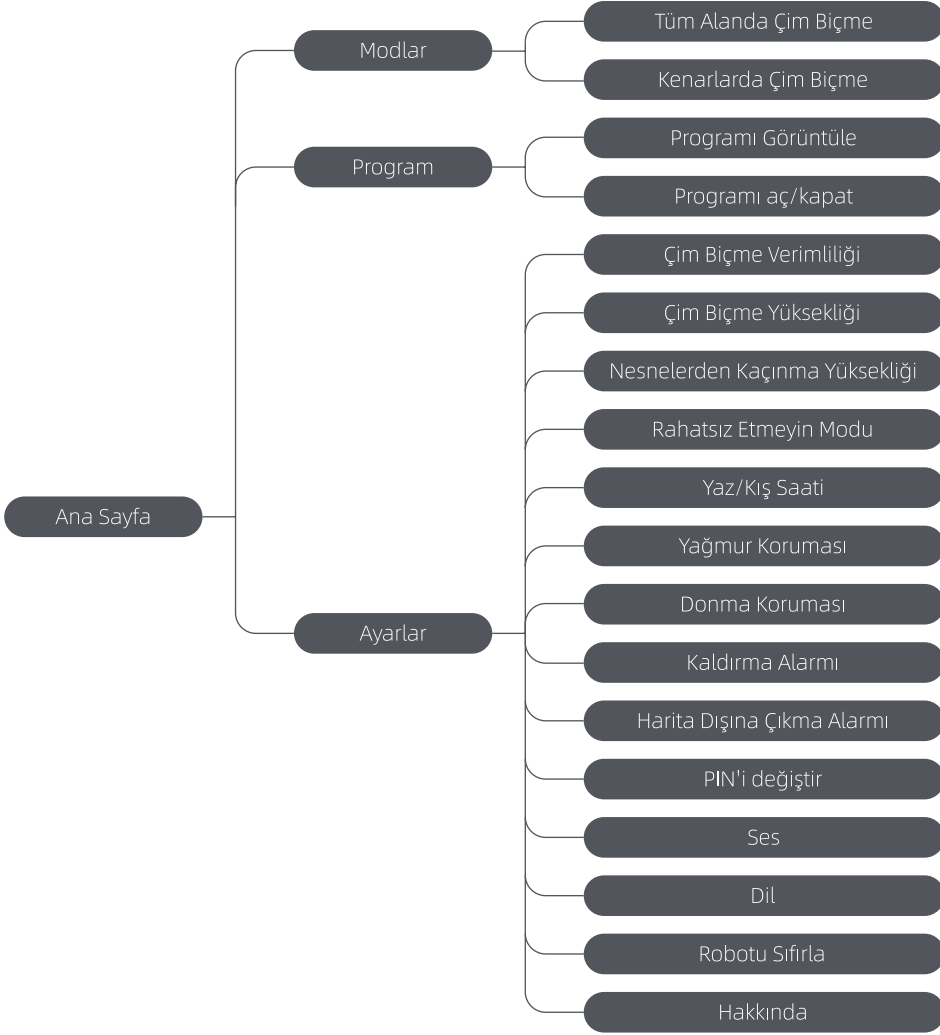 Ana Sayfa
Modlar
Tüm Alanda Çim Biçme
Kenarlarda Çim Biçme
Program
Programı Görüntüle
Programı aç/kapat
Ayarlar
Çim Biçme Verimliliği
Çim Biçme Yüksekliği
Nesnelerden Kaçınma Yüksekliği
Rahatsız Etmeyin Modu
Yaz/Kış Saati
Yağmur Koruması
Donma Koruması
Kaldırma Alarmı
Harita Dışına Çıkma Alarmı
PIN'i değiştir
Ses
Dil
Robotu Sıfırla
Hakkında